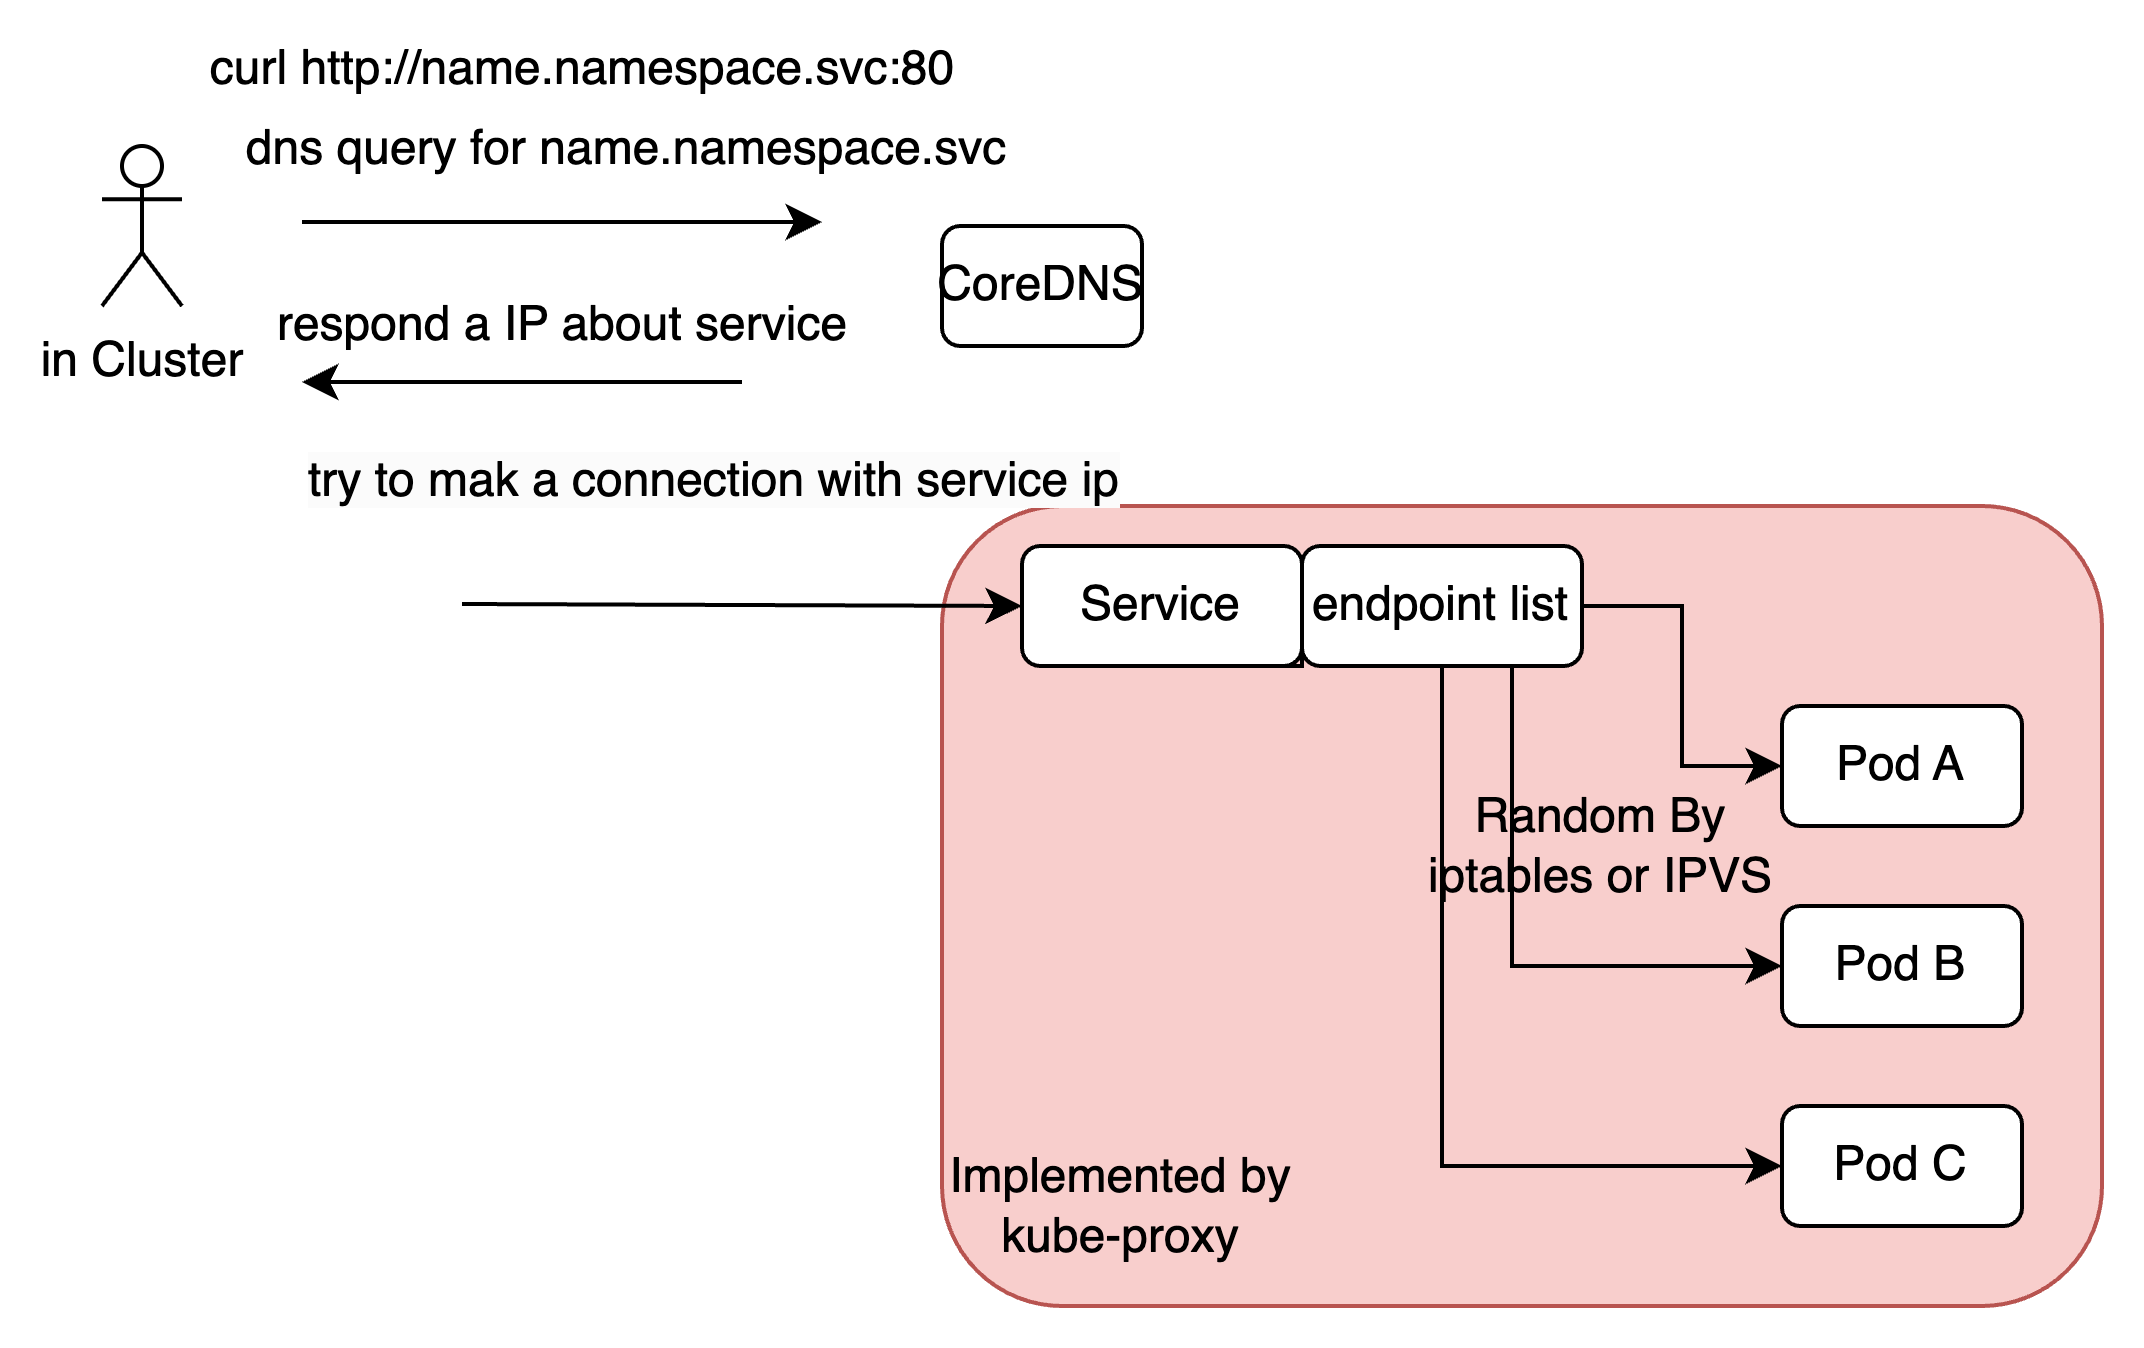 curl http://name.namespace.svc:80
dns query for name.namespace.svc
CoreDNS
respond a IP about service
in Cluster
try to mak a connection with service ip
Service
endpoint list
Pod A
Random By
iptables or IPVS
Pod B
Pod C
Implemented by
kube-proxy